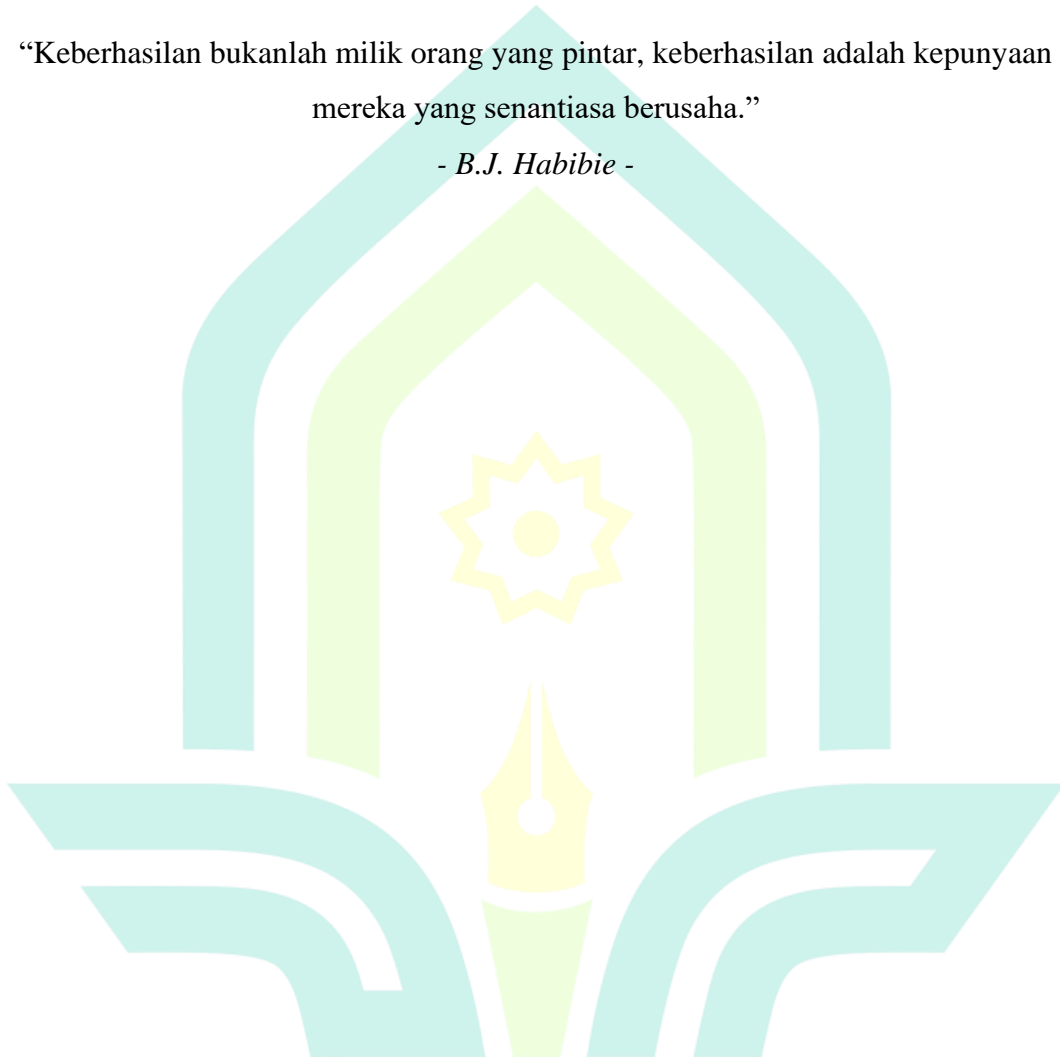 “Keberhasilan bukanlah milik orang yang pintar, keberhasilan adalah kepunyaan
mereka yang senantiasa berusaha.”
- B.J. Habibie -